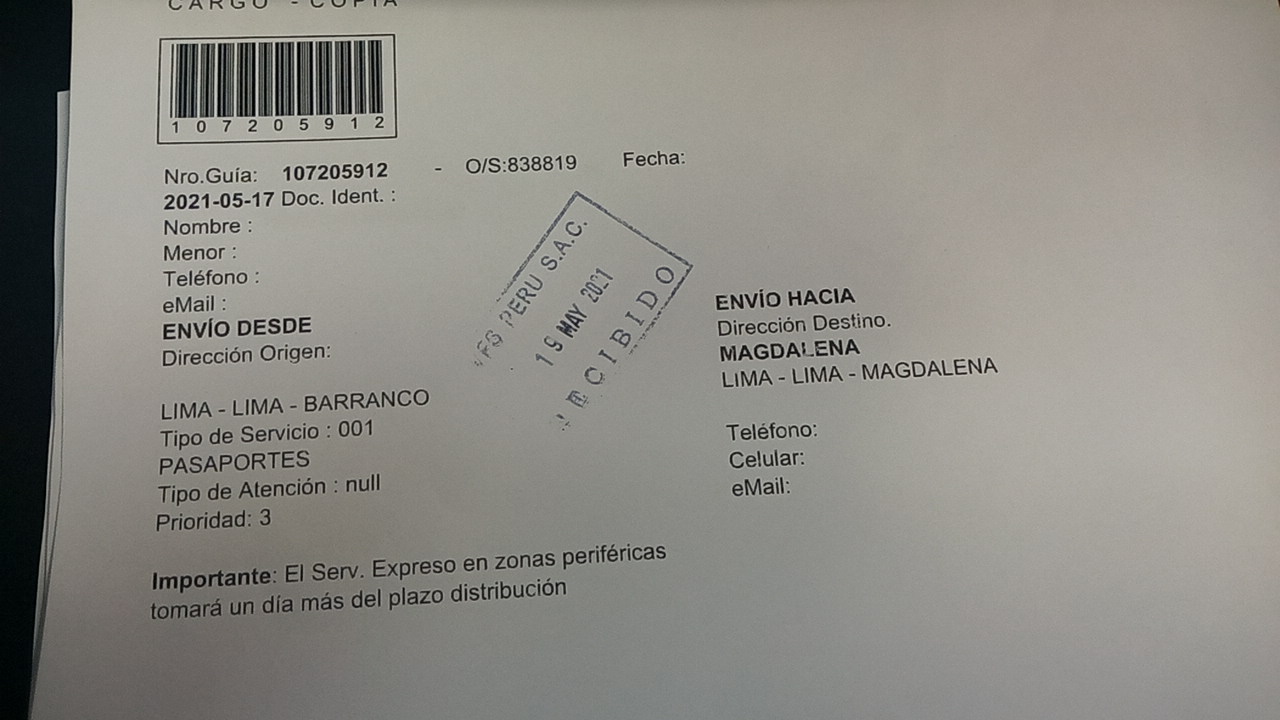 CARGO - COPIA
1 0 7 2 0 5 9 1 2
Nro.Guía: 107205912 - O/S:838819 Fecha:
2021-05-17 Doc. Ident. :
Nombre :
Menor :
Teléfono :
eMail :
ENVÍO DESDE
Dirección Origen:
LIMA - LIMA - BARRANCO
Tipo de Servicio : 001
PASAPORTES
Tipo de Atención : null
Prioridad: 3
PERU S.A.C.
19 MAY 2021
RECIBIDO
ENVÍO HACIA
Dirección Destino.
MAGDALENA
LIMA - LIMA - MAGDALENA
Teléfono:
Celular:
eMail:
Importante: El Serv. Expreso en zonas periféricas
tomará un día más del plazo distribución